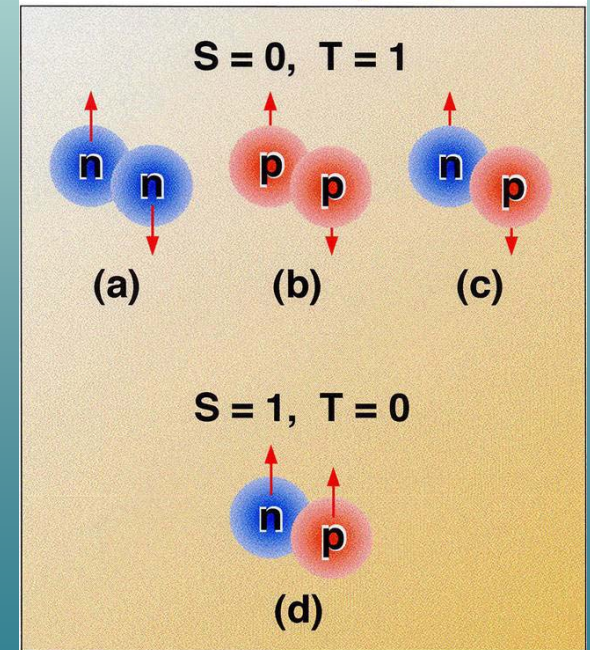 S = 0, T = 1
n n p p n p
(a) (b) (c)
S = 1, T = 0
n p
(d)